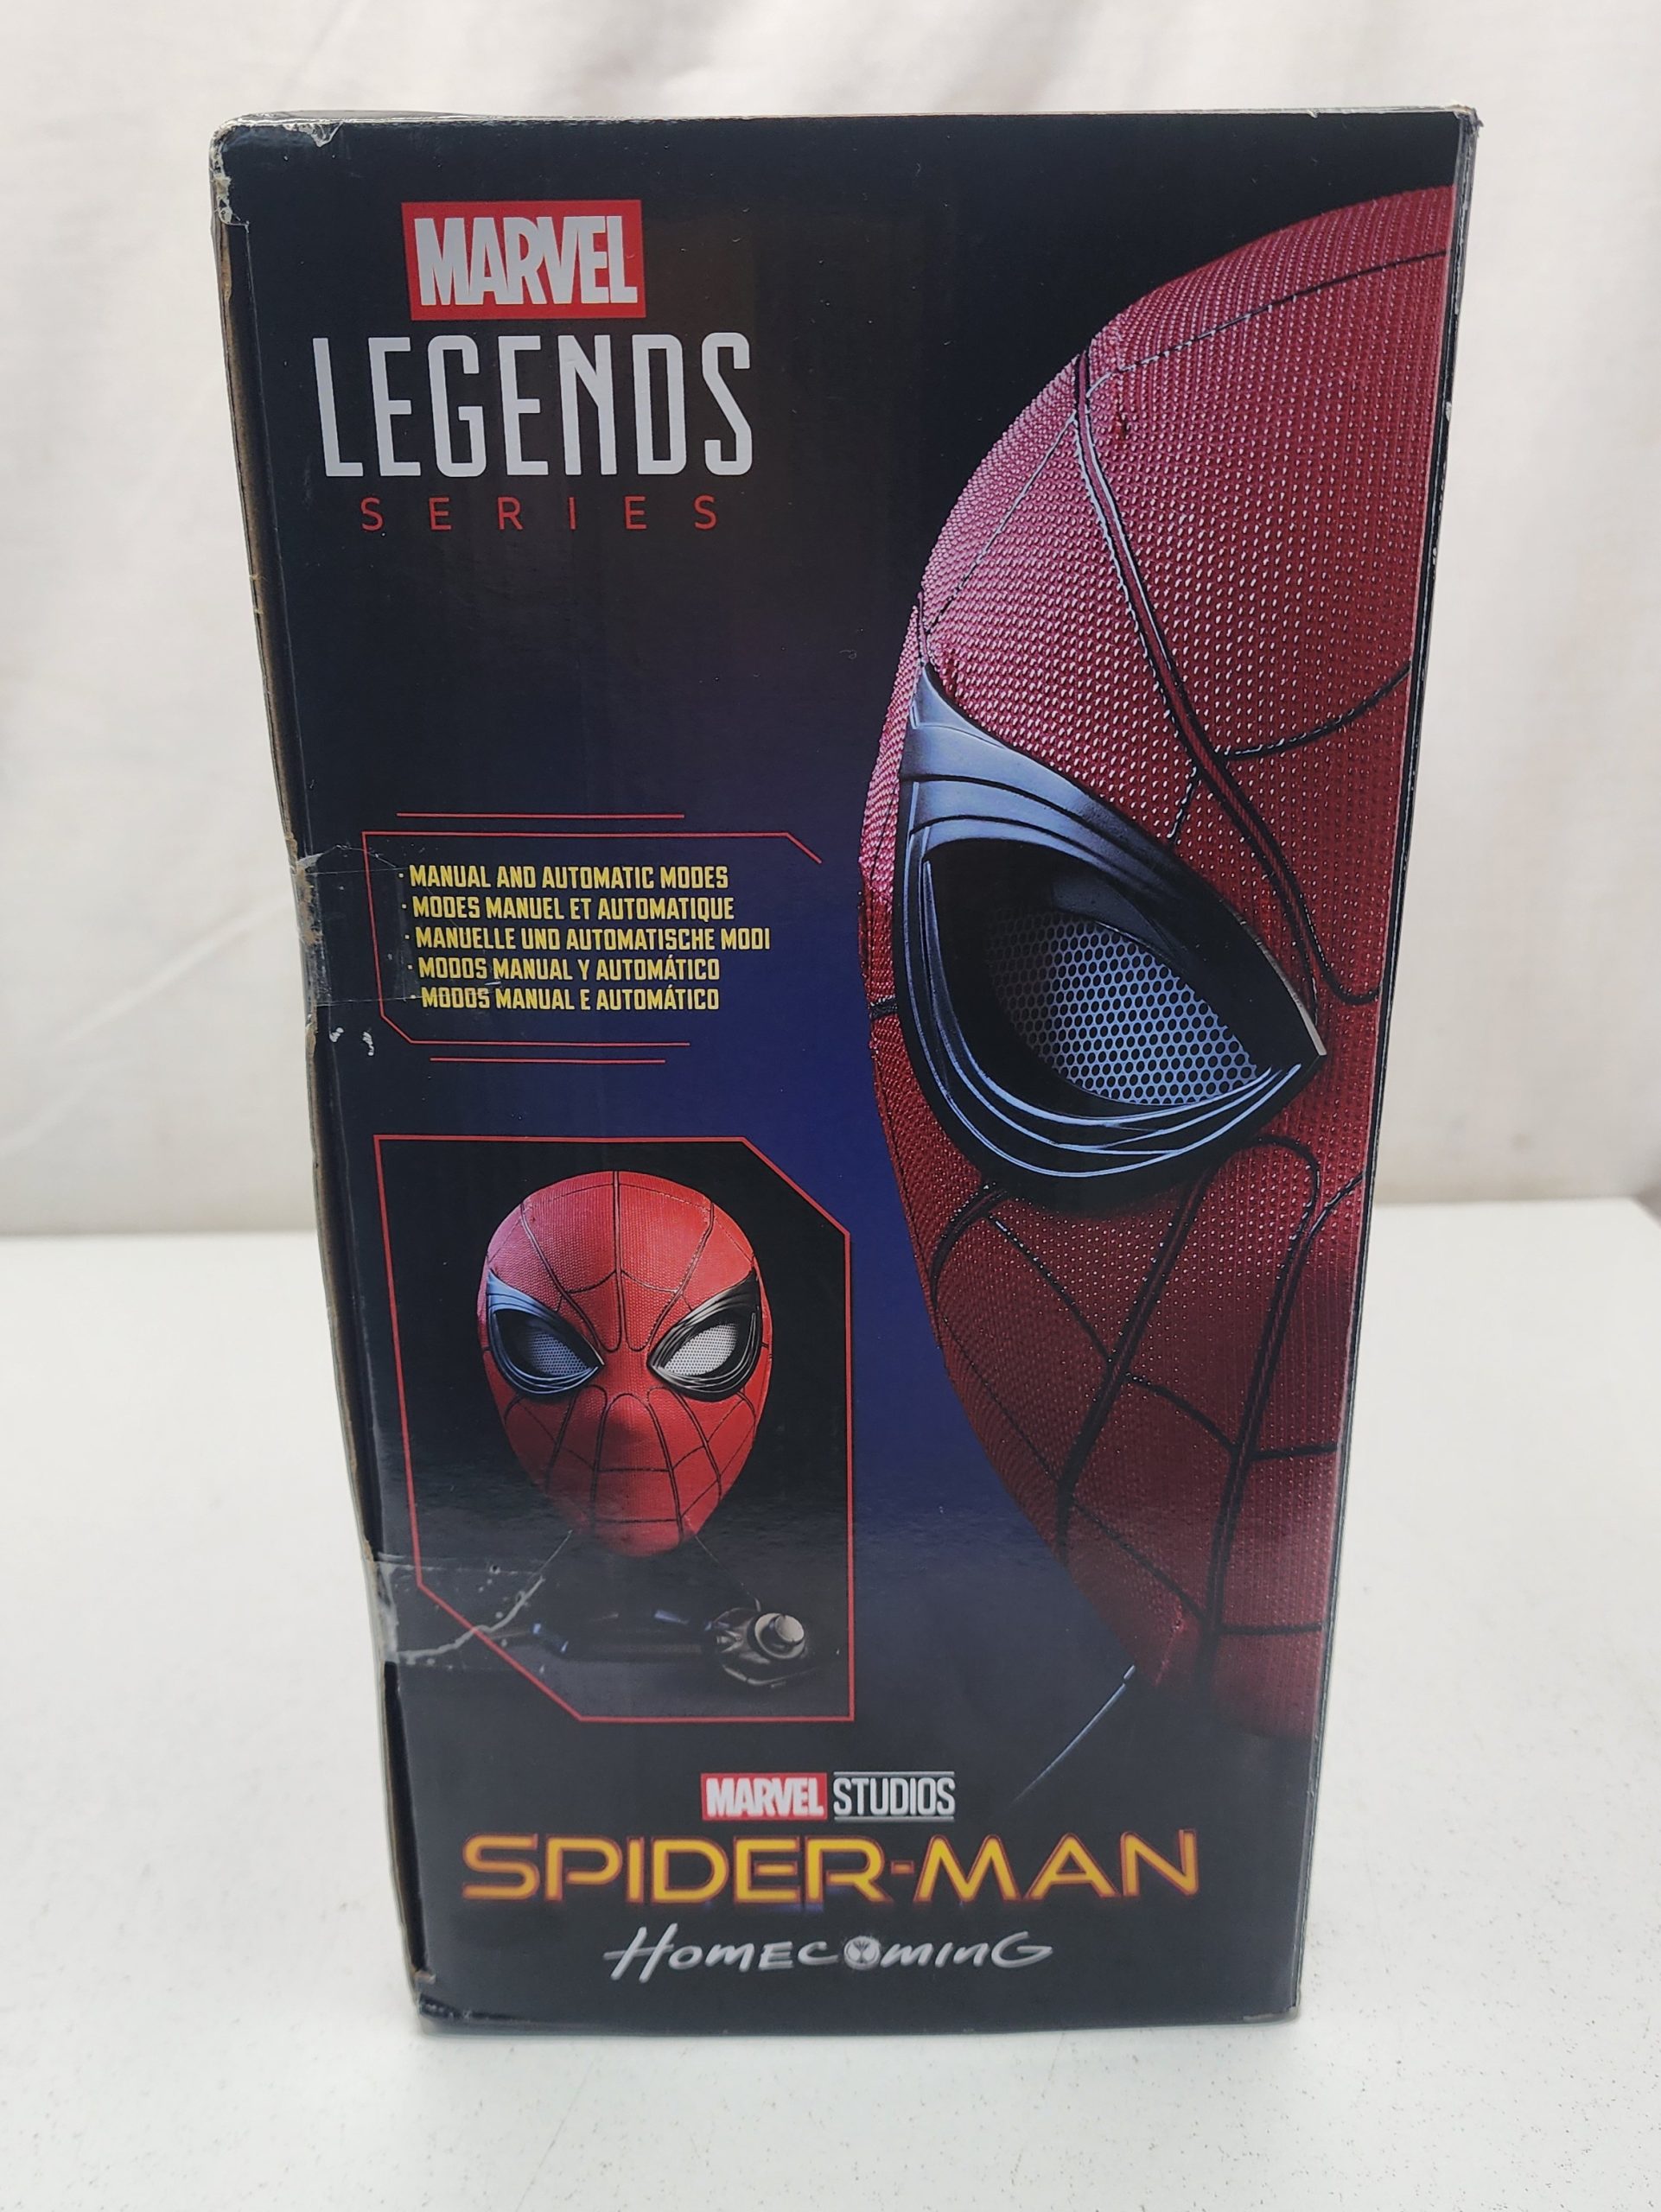 MARVEL
LEGENDS
SERIES
· MANUAL AND AUTOMATIC MODES
· MODES MANUEL ET AUTOMATIQUE
· MANUELLE UND AUTOMATISCHE MODI
· MODOS MANUAL Y AUTOMÁTICO
· MODOS MANUAL E AUTOMÁTICO
MARVEL STUDIOS
SPIDER-MAN
HOMECOMING